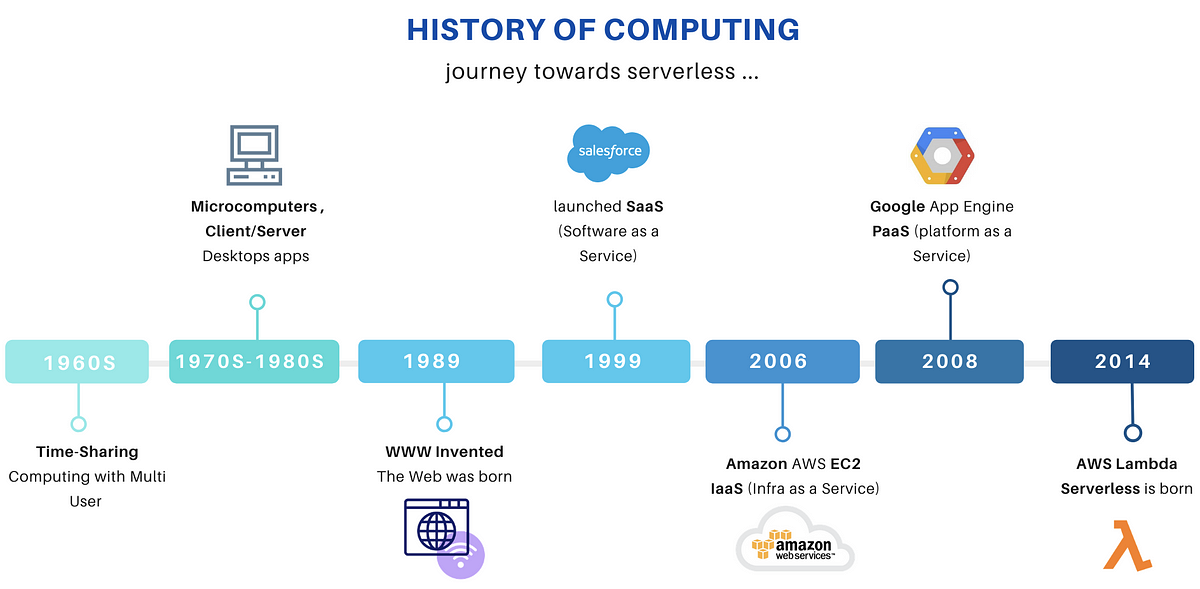 HISTORY OF COMPUTING
journey towards serverless ...
salesforce
Microcomputers ,
Client/Server
Desktops apps
launched SaaS
(Software as a
Service)
Google App Engine
PaaS (platform as a
Service)
1960S
1970S-1980S
1989
1999
2006
2008
2014
Time-Sharing
Computing with Multi
User
WWW Invented
The Web was born
Amazon AWS EC2
IaaS (Infra as a Service)
amazon
web services™
AWS Lambda
Serverless is born